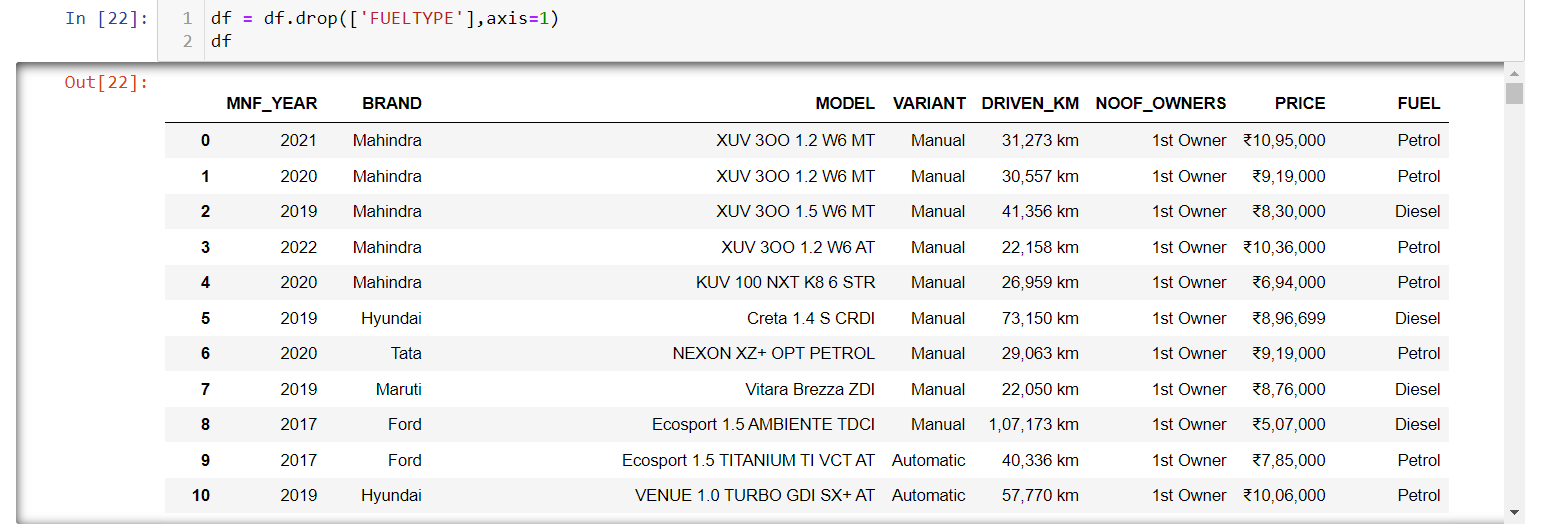 In [22]: 1 df = df.drop(['FUELTYPE'],axis=1)
2 df
Out[22]:
MNF_YEAR BRAND MODEL VARIANT DRIVEN_KM NOOF_OWNERS PRICE FUEL
0 2021 Mahindra XUV 3OO 1.2 W6 MT Manual 31,273 km 1st Owner ₹10,95,000 Petrol
1 2020 Mahindra XUV 3OO 1.2 W6 MT Manual 30,557 km 1st Owner ₹9,19,000 Petrol
2 2019 Mahindra XUV 3OO 1.5 W6 MT Manual 41,356 km 1st Owner ₹8,30,000 Diesel
3 2022 Mahindra XUV 3OO 1.2 W6 AT Manual 22,158 km 1st Owner ₹10,36,000 Petrol
4 2020 Mahindra KUV 100 NXT K8 6 STR Manual 26,959 km 1st Owner ₹6,94,000 Petrol
5 2019 Hyundai Creta 1.4 S CRDI Manual 73,150 km 1st Owner ₹8,96,699 Diesel
6 2020 Tata NEXON XZ+ OPT PETROL Manual 29,063 km 1st Owner ₹9,19,000 Petrol
7 2019 Maruti Vitara Brezza ZDI Manual 22,050 km 1st Owner ₹8,76,000 Diesel
8 2017 Ford Ecosport 1.5 AMBIENTE TDCI Manual 1,07,173 km 1st Owner ₹5,07,000 Diesel
9 2017 Ford Ecosport 1.5 TITANIUM TI VCT AT Automatic 40,336 km 1st Owner ₹7,85,000 Petrol
10 2019 Hyundai VENUE 1.0 TURBO GDI SX+ AT Automatic 57,770 km 1st Owner ₹10,06,000 Petrol